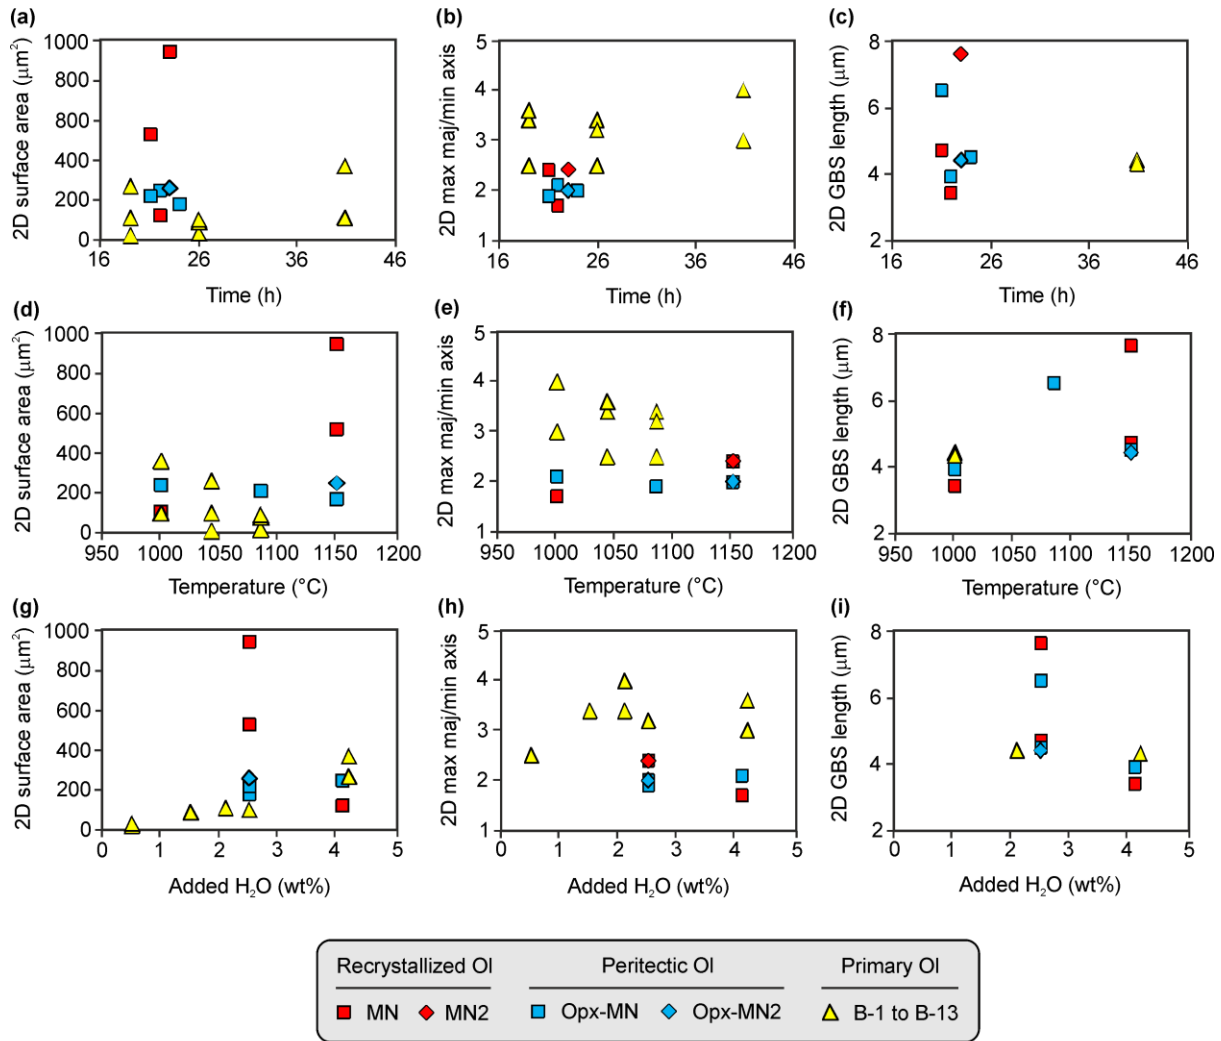 (a)
2D surface area (μm²)
1000
800
800
400
200
0
16 26 36 46
Time (h)
(b)
2D max maj/min axis
5
4
3
2
1
16 26 36 46
Time (h)
(c)
2D GBS length (μm)
8
6
4
2
16 26 36 46
Time (h)
(d)
2D surface area (μm²)
1000
800
600
400
200
0
950 1000 1050 1100 1150 1200
Temperature (°C)
(e)
2D max maj/min axis
5
4
3
2
1
950 1000 1050 1100 1150 1200
Temperature (°C)
(f)
2D GBS length (μm)
8
6
4
2
950 1000 1050 1100 1150 1200
Temperature (°C)
(g)
2D surface area (μm²)
1000
800
600
400
200
0
0 1 2 3 4 5
Added H₂O (wt%)
(h)
2D max maj/min axis
5
4
3
2
1
0 1 2 3 4 5
Added H₂O (wt%)
(i)
2D GBS length (μm)
8
6
4
2
0 1 2 3 4 5
Added H₂O (wt%)
Recrystallized Ol Peritectic Ol Primary Ol
MN MN2 Opx-MN Opx-MN2 B-1 to B-13